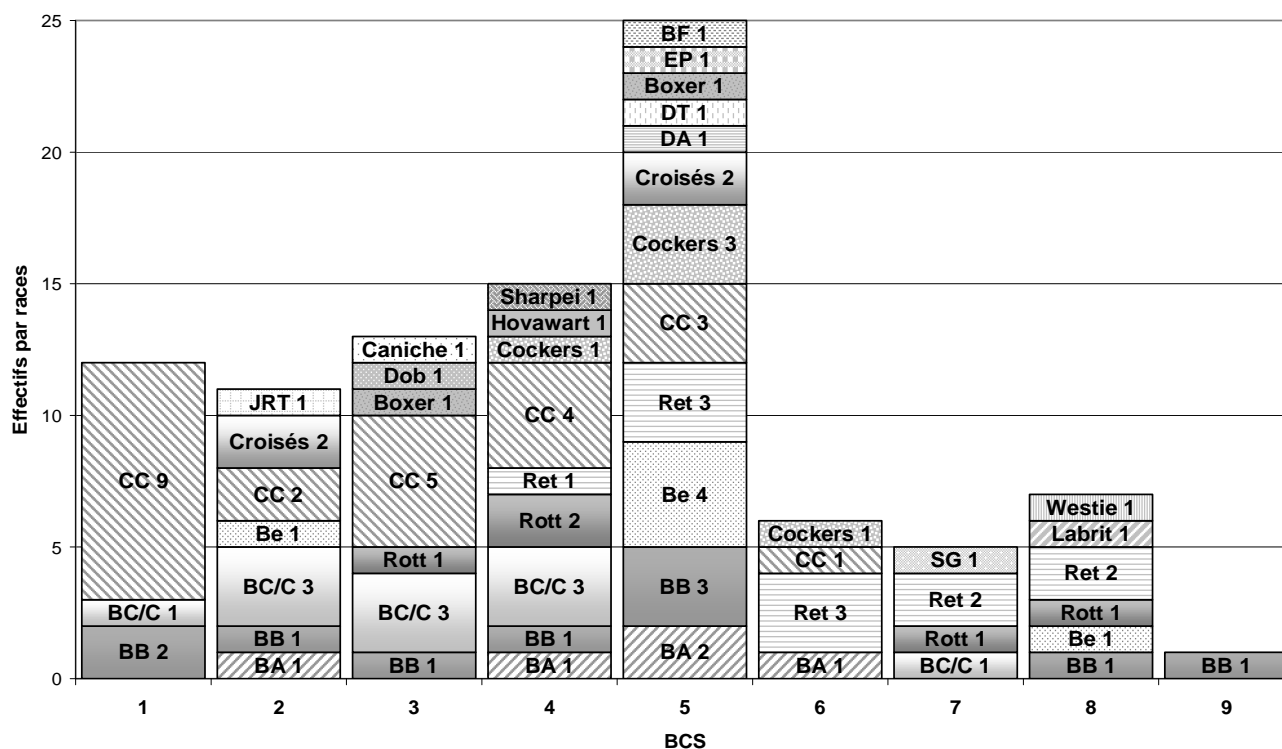 25
20
15
10
5
0
Effectifs par races
CC 9
BC/C 1
BB 2
JRT 1
Croisés 2
CC 2
Be 1
BC/C 3
BB 1
BA 1
Caniche 1
Dob 1
Boxer 1
CC 5
Rott 1
BC/C 3
BB 1
Sharpei 1
Hovawart 1
Cockers 1
CC 4
Ret 1
Rott 2
BC/C 3
BB 1
BA 1
BF 1
EP 1
Boxer 1
DT 1
DA 1
Croisés 2
Cockers 3
CC 3
Ret 3
Be 4
BB 3
BA 2
Cockers 1
CC 1
Ret 3
BA 1
SG 1
Ret 2
Rott 1
BC/C 1
Westie 1
Labrit 1
Ret 2
Rott 1
Be 1
BB 1
BB 1
1 2 3 4 5 6 7 8 9
BCS